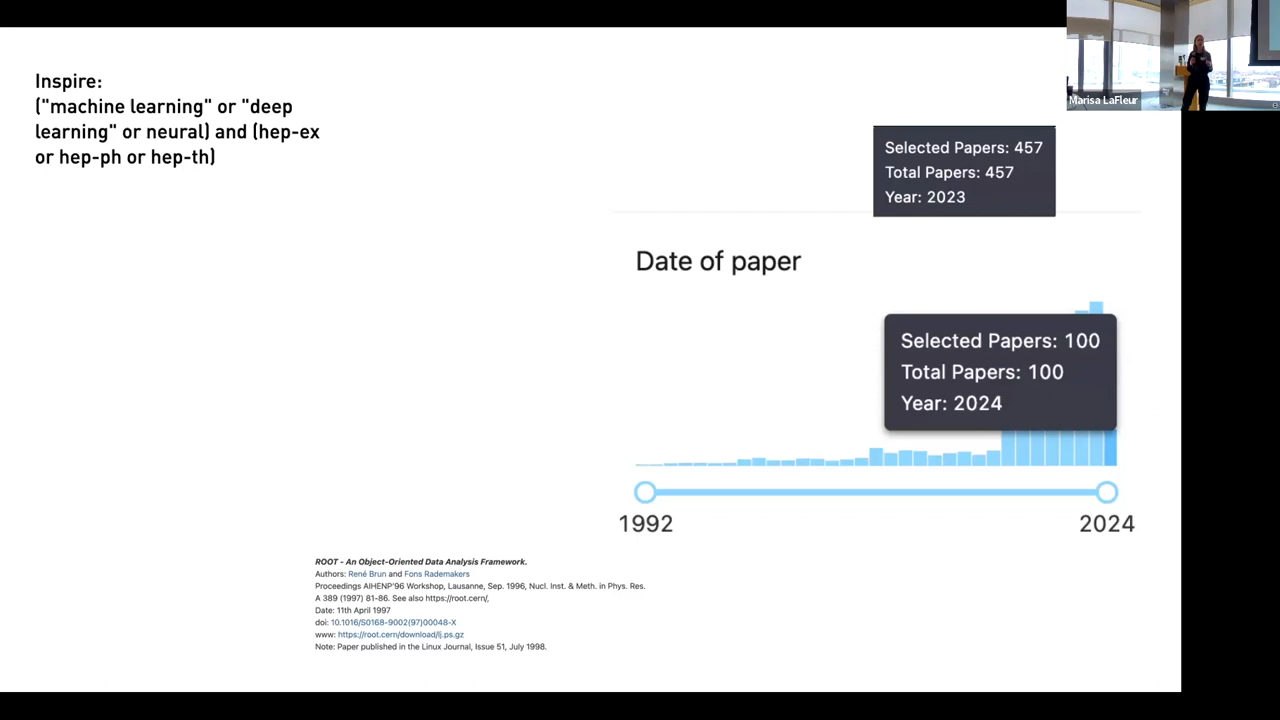 Inspire:
("machine learning" or "deep
learning" or neural) and (hep-ex
or hep-ph or hep-th)
Marisa LaFleur
Selected Papers: 457
Total Papers: 457
Year: 2023
Date of paper
Selected Papers: 100
Total Papers: 100
Year: 2024
1992
2024
ROOT - An Object-Oriented Data Analysis Framework.
Authors: René Brun and Fons Rademakers
Proceedings AIHENP'96 Workshop, Lausanne, Sep. 1996, Nucl. Inst. & Meth. in Phys. Res.
A 389 (1997) 81-86. See also https://root.cern/,
Date: 11th April 1997
doi: 10.1016/S0168-9002(97)00048-X
www: https://root.cern/download/lj.ps.gz
Note: Paper published in the Linux Journal, Issue 51, July 1998.